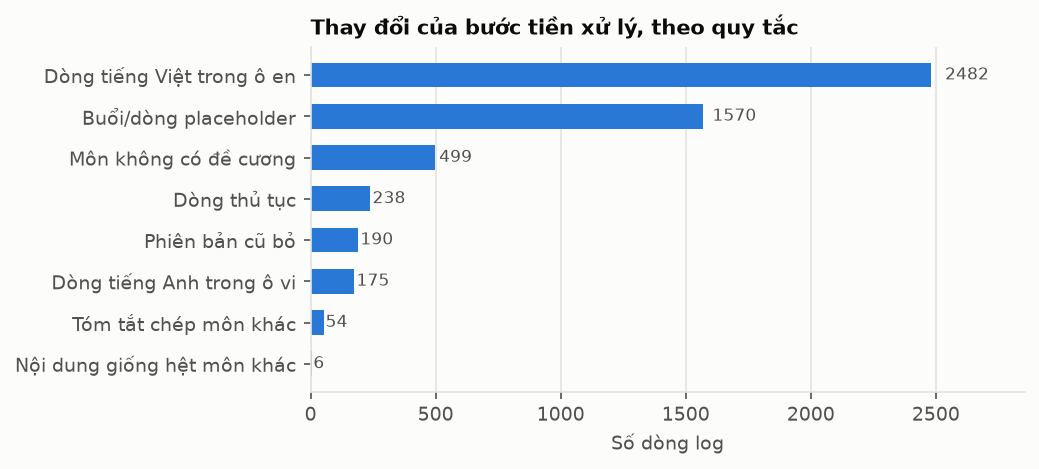 Thay đổi của bước tiền xử lý, theo quy tắc
Dòng tiếng Việt trong ô en 2482
Buổi/dòng placeholder 1570
Môn không có đề cương 499
Dòng thủ tục 238
Phiên bản cũ bỏ 190
Dòng tiếng Anh trong ô vi 175
Tóm tắt chép môn khác 54
Nội dung giống hệt môn khác 6
0 500 1000 1500 2000 2500
Số dòng log